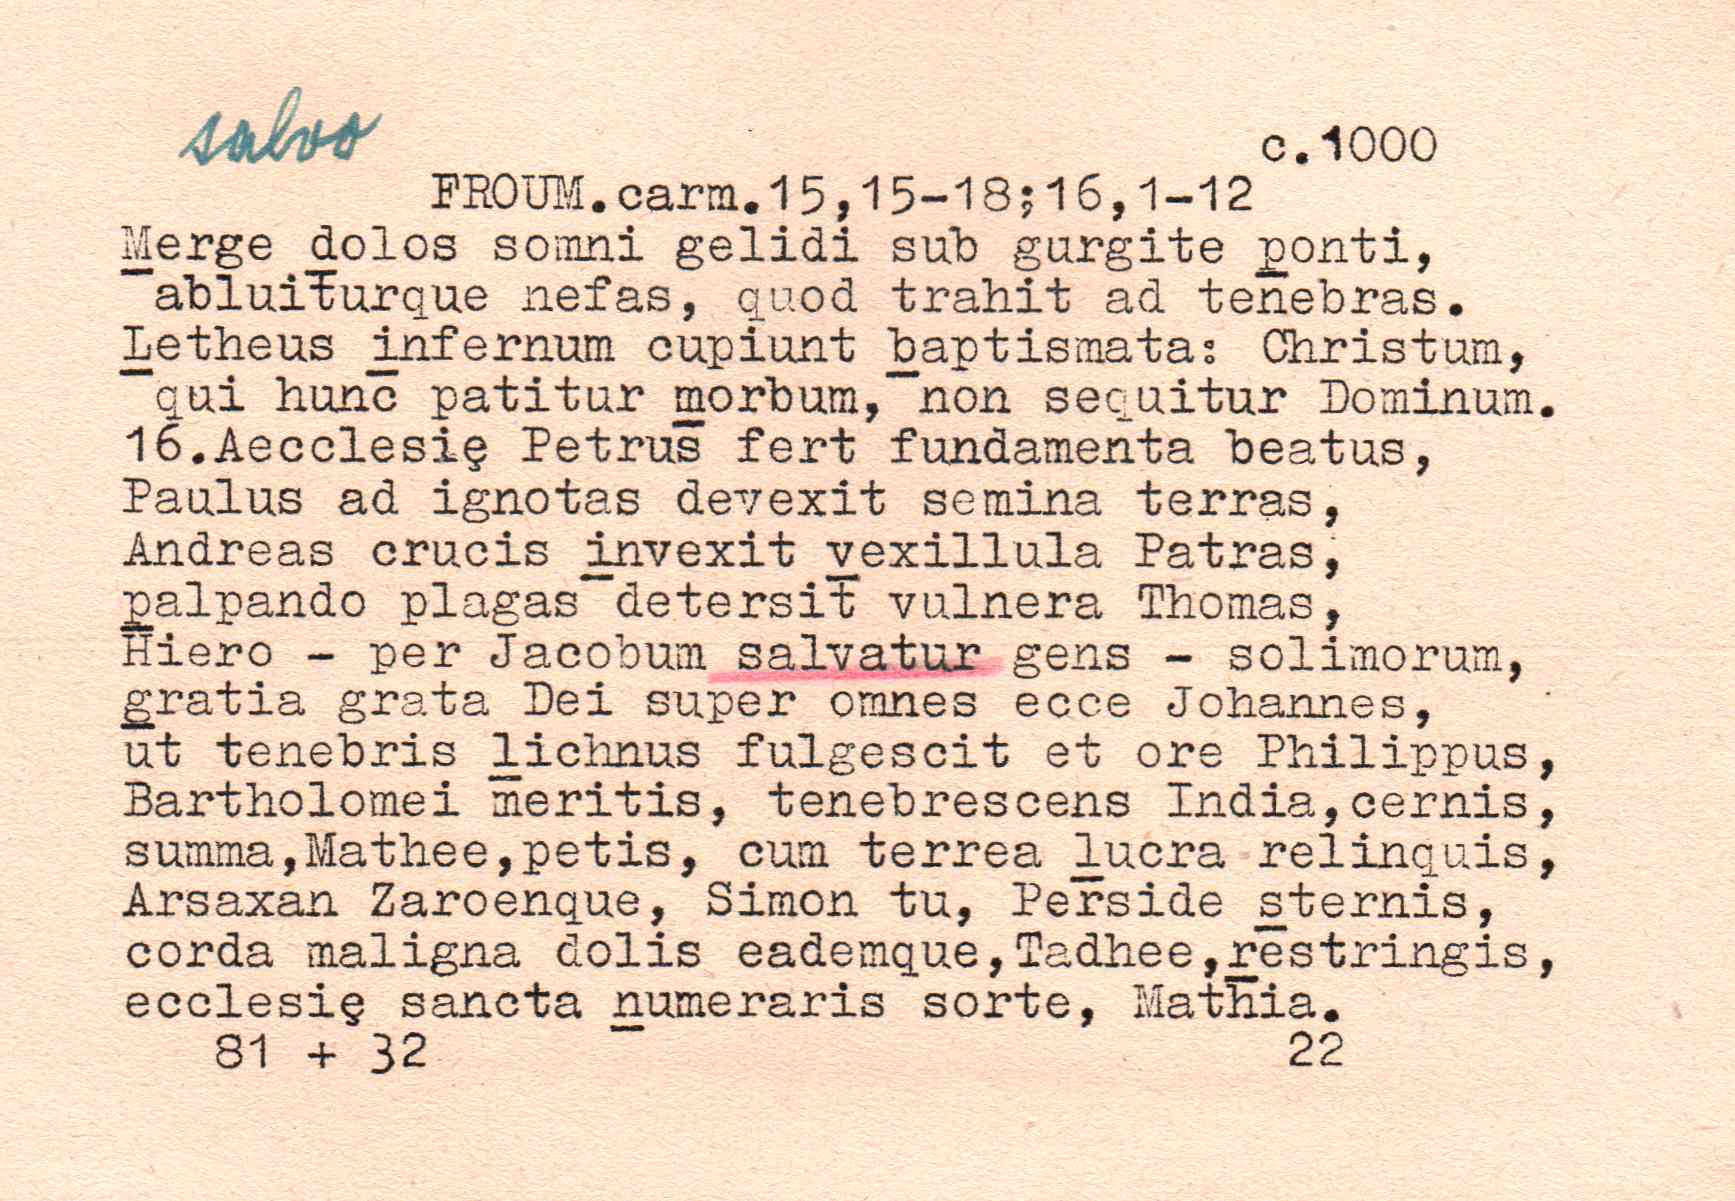 salvo
c.1000
FROUM.carm.15,15-18;16,1-12
Merge dolos somni gelidi sub gurgite ponti,
abluiturque nefas, quod trahit ad tenebras.
Letheus infernum cupiunt baptismata: Christum,
qui hunc patitur morbum, non sequitur Dominum.
16.Aecclesię Petrus fert fundamenta beatus,
Paulus ad ignotas devexit semina terras,
Andreas crucis invexit vexillula Patras,
palpando plagas detersit vulnera Thomas,
Hiero - per Jacobum salvatur gens - solimorum,
gratia grata Dei super omnes ecce Johannes,
ut tenebris lichnus fulgescit et ore Philippus,
Bartholomei meritis, tenebrescens India,cernis,
summa,Mathee,petis, cum terrea lucra relinquis,
Arsaxan Zaroenque, Simon tu, Perside sternis,
corda maligna dolis eademque,Tadhee,restringis,
ecclesię sancta numeraris sorte, Mathia.
81 + 32 22